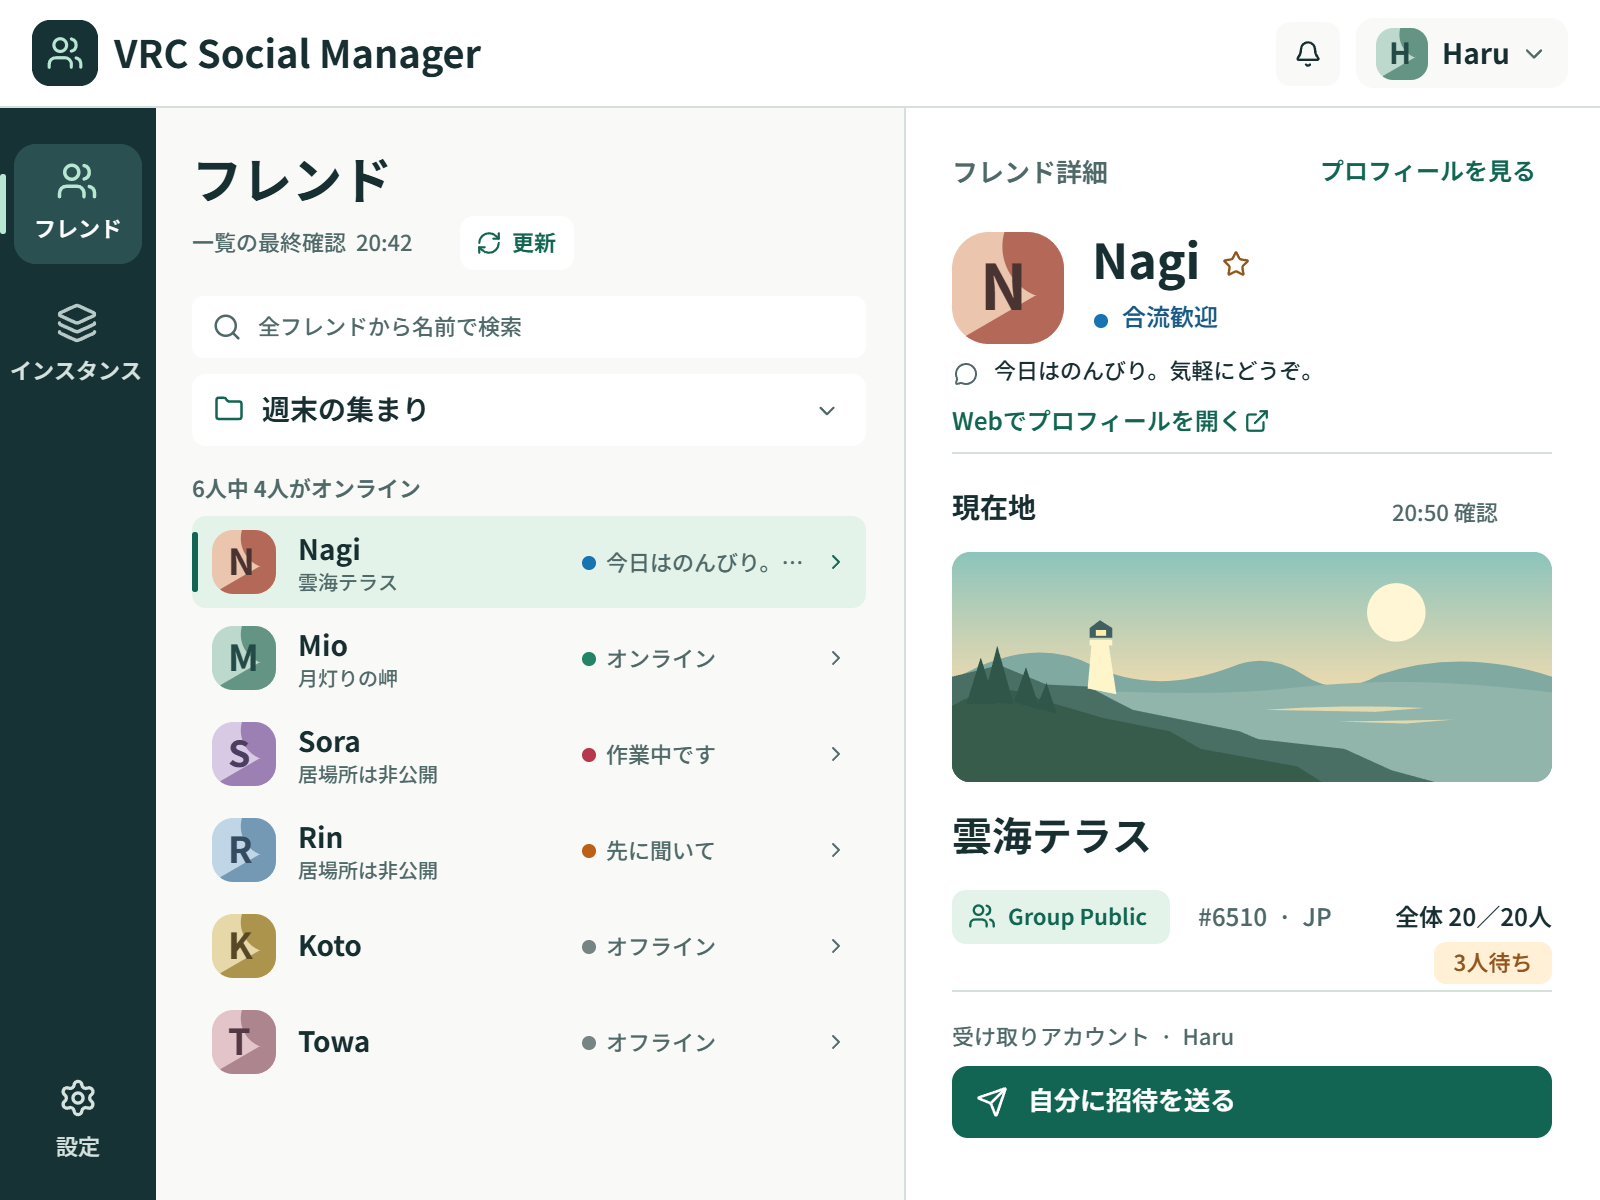 VRC Social Manager
H
Haru
フレンド
インスタンス
設定
フレンド
一覧の最終確認 20:42
更新
全フレンドから名前で検索
週末の集まり
6人中 4人がオンライン
N
Nagi
雲海テラス
今日はのんびり。…
M
Mio
月灯りの岬
オンライン
S
Sora
居場所は非公開
作業中です
R
Rin
居場所は非公開
先に聞いて
K
Koto
オフライン
T
Towa
オフライン
フレンド詳細
プロフィールを見る
N
Nagi
合流歓迎
今日はのんびり。気軽にどうぞ。
Webでプロフィールを開く
現在地
20:50 確認
雲海テラス
Group Public
#6510 · JP
全体 20／20人
3人待ち
受け取りアカウント · Haru
自分に招待を送る